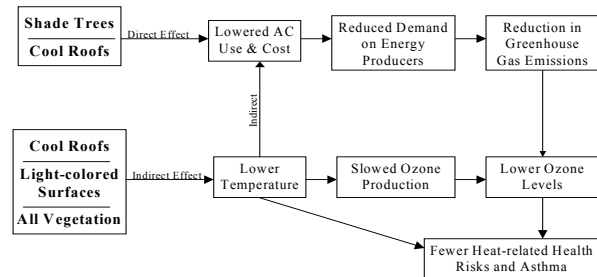 Shade Trees
Cool Roofs
Direct Effect
Lowered AC
Use & Cost
Reduced Demand
on Energy
Producers
Reduction in
Greenhouse
Gas Emissions
Indirect
Cool Roofs
Light-colored
Surfaces
All Vegetation
Indirect Effect
Lower
Temperature
Slowed Ozone
Production
Lower Ozone
Levels
Fewer Heat-related Health
Risks and Asthma